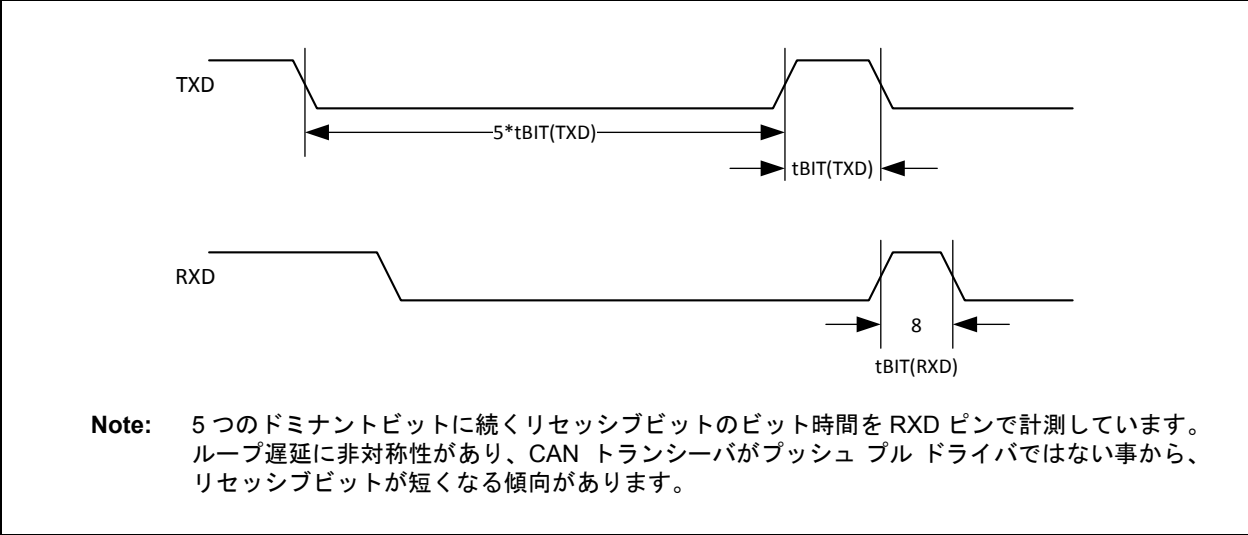 TXD
5*tBIT(TXD)
tBIT(TXD)
RXD
8
tBIT(RXD)
Note: 5 つのドミナントビットに続くリセッシブビットのビット時間を RXD ピンで計測しています。
ループ遅延に非対称性があり、CAN トランシーバがプッシュ プル ドライバではない事から、
リセッシブビットが短くなる傾向があります。